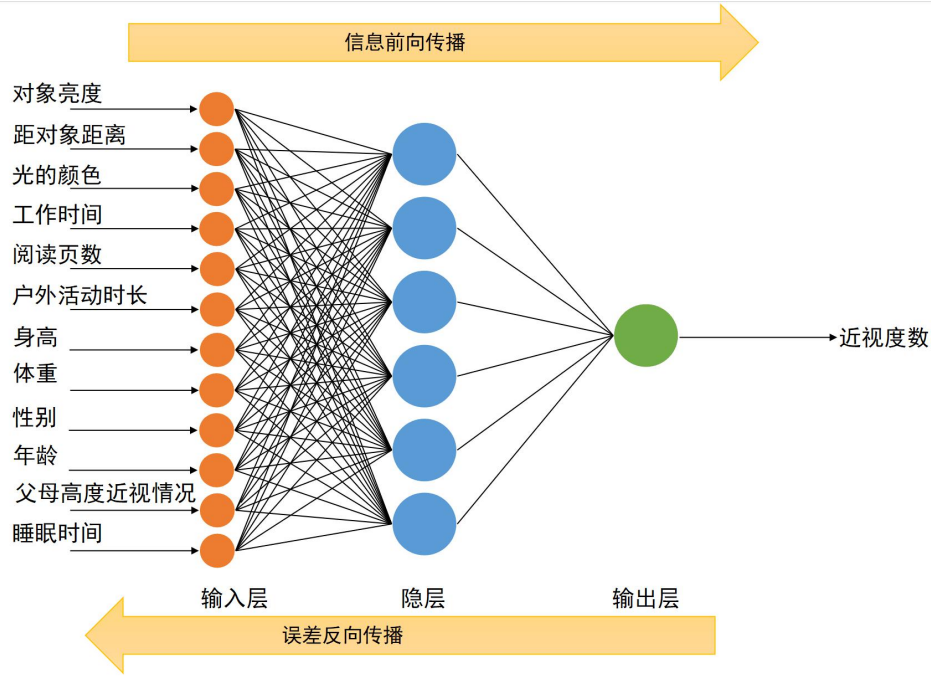 信息前向传播
对象亮度
距对象距离
光的颜色
工作时间
阅读页数
户外活动时长
身高
体重
性别
年龄
父母高度近视情况
睡眠时间
近视度数
输入层
隐层
输出层
误差反向传播